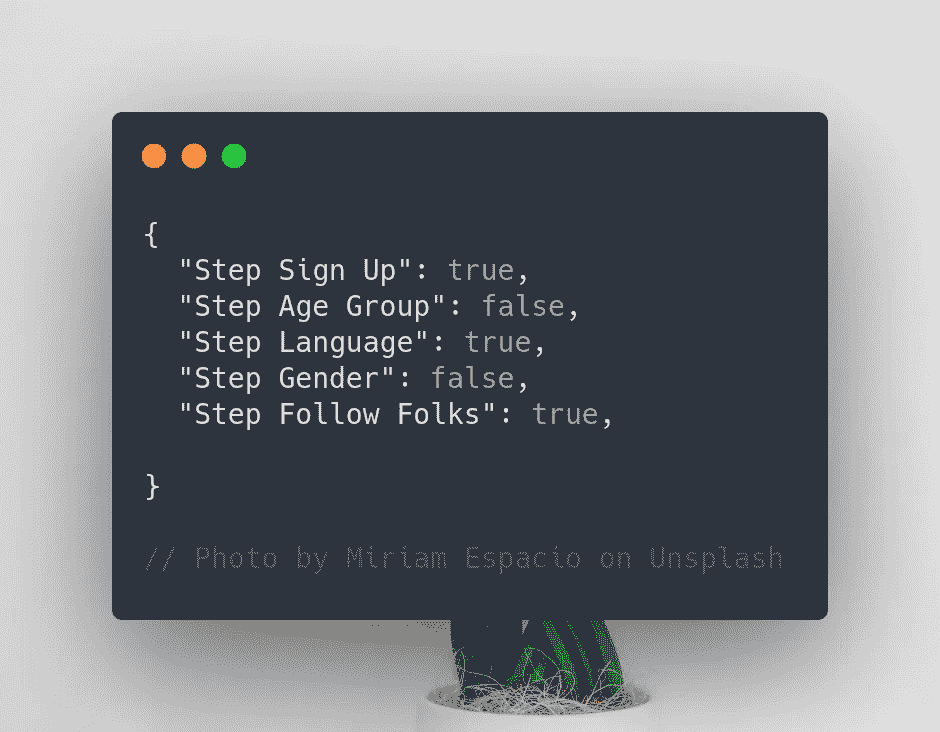 {
"Step Sign Up": true,
"Step Age Group": false,
"Step Language": true,
"Step Gender": false,
"Step Follow Folks": true,
}
// Photo by Miriam Espacio on Unsplash